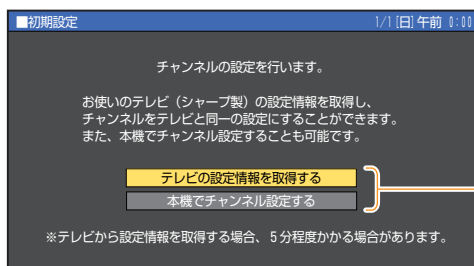 ■初期設定 1/1[日]午前 0:00
チャンネルの設定を行います。
お使いのテレビ（シャープ製）の設定情報を取得し、
チャンネルをテレビと同一の設定にすることができます。
また、本機でチャンネル設定することも可能です。
テレビの設定情報を取得する
本機でチャンネル設定する
※テレビから設定情報を取得する場合、5分程度かかる場合があります。